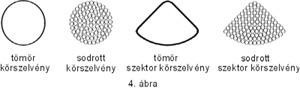 tömör sodrott tömör sodrott
körszelvény körszelvény szektor körszelvény szektor körszelvény
4. ábra